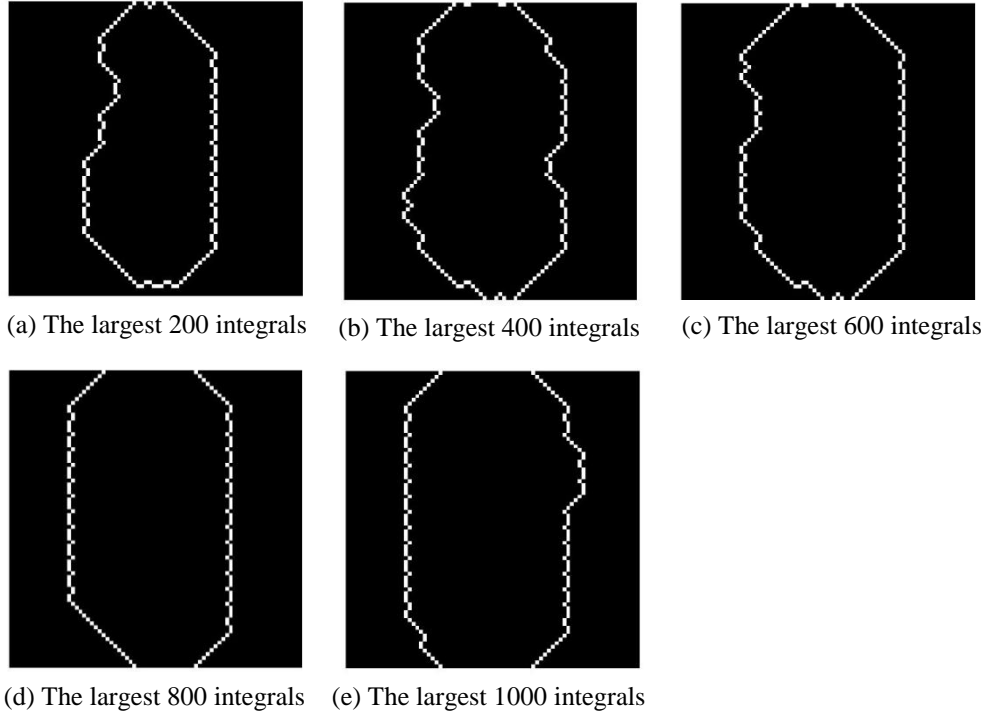 (a) The largest 200 integrals
(b) The largest 400 integrals
(c) The largest 600 integrals
(d) The largest 800 integrals
(e) The largest 1000 integrals